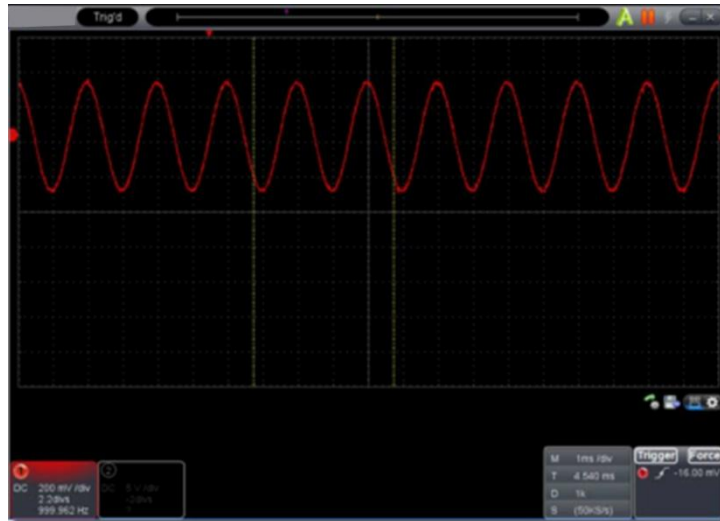 Trig'd
A
M 1ms /div
T 4.540 ms
D 1k
S (50KS/s)
Trigger Force
-16.00 mV
1
DC 200 mV /div
2.2divs
999.962 Hz
2
DC 5 V /div